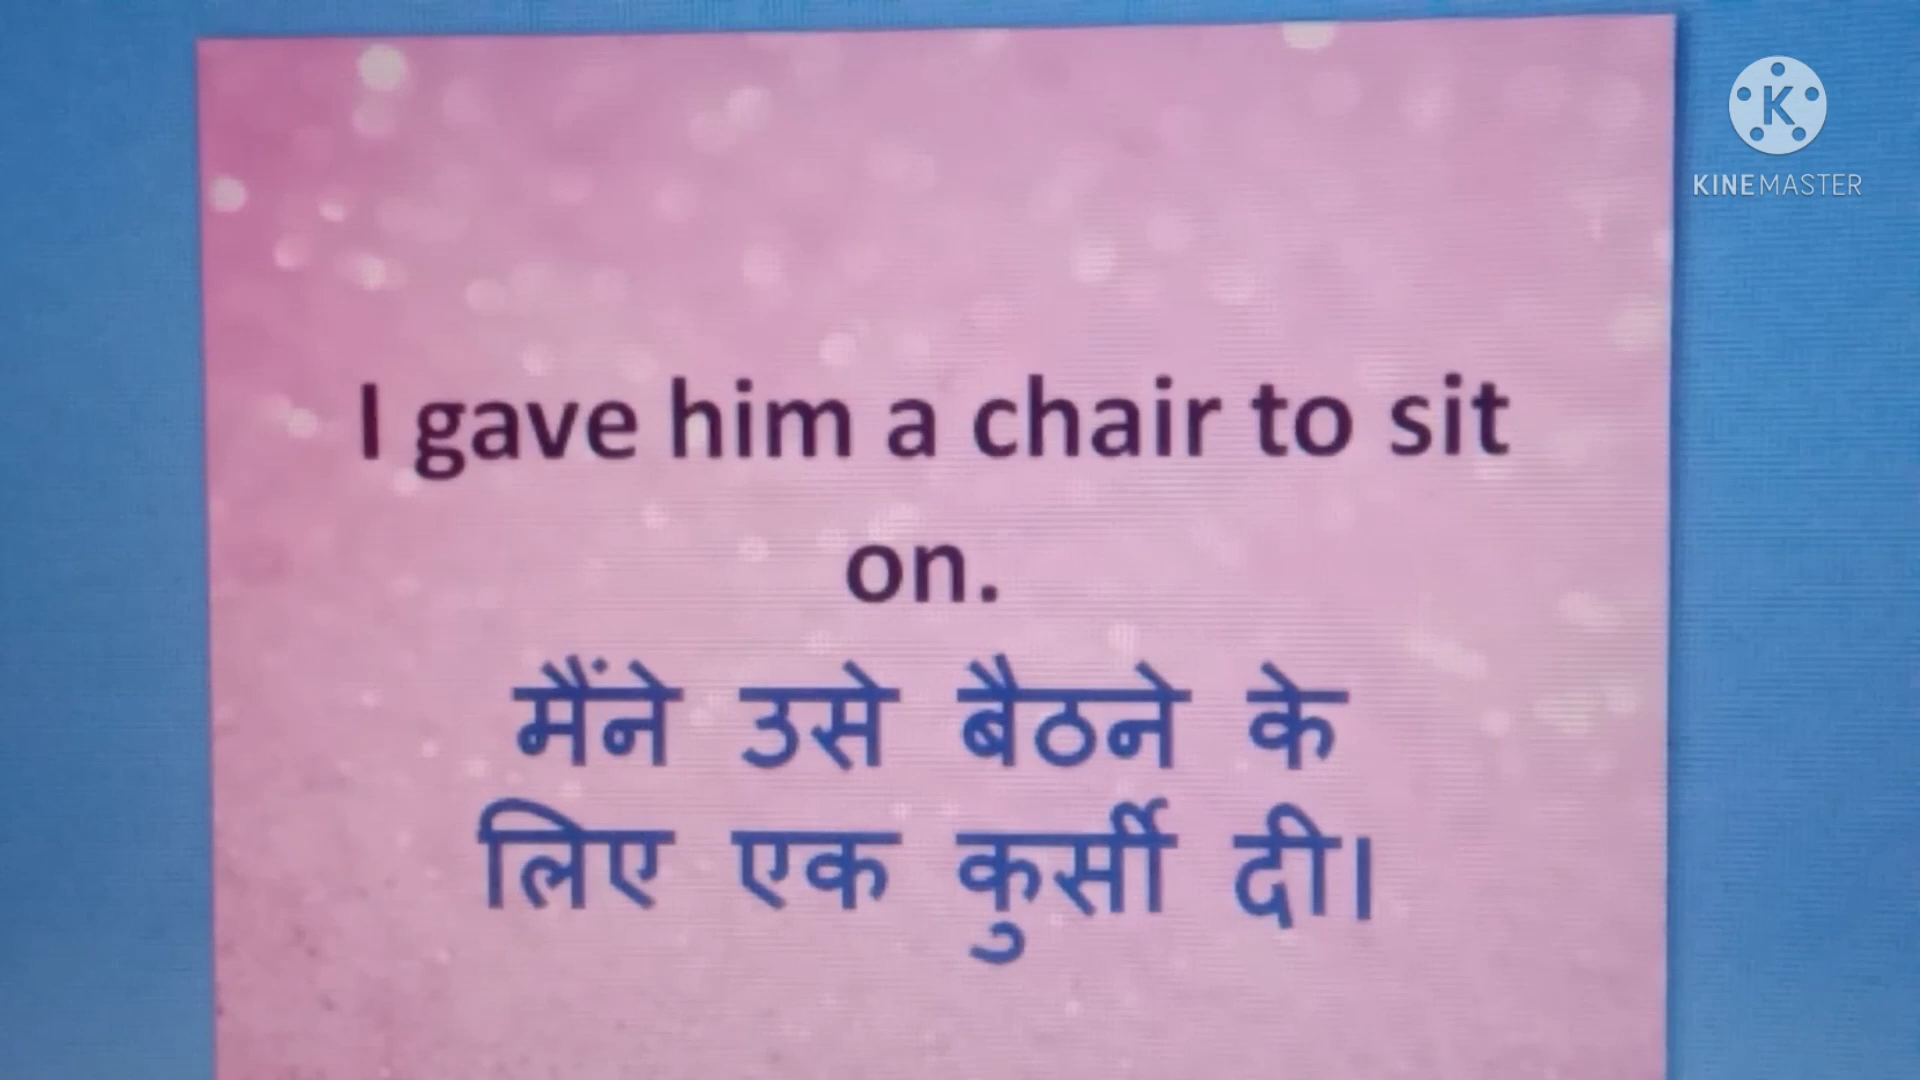 I gave him a chair to sit
on.
मैंने उसे बैठने के
लिए एक कुर्सी दी।
K
KINEMASTER